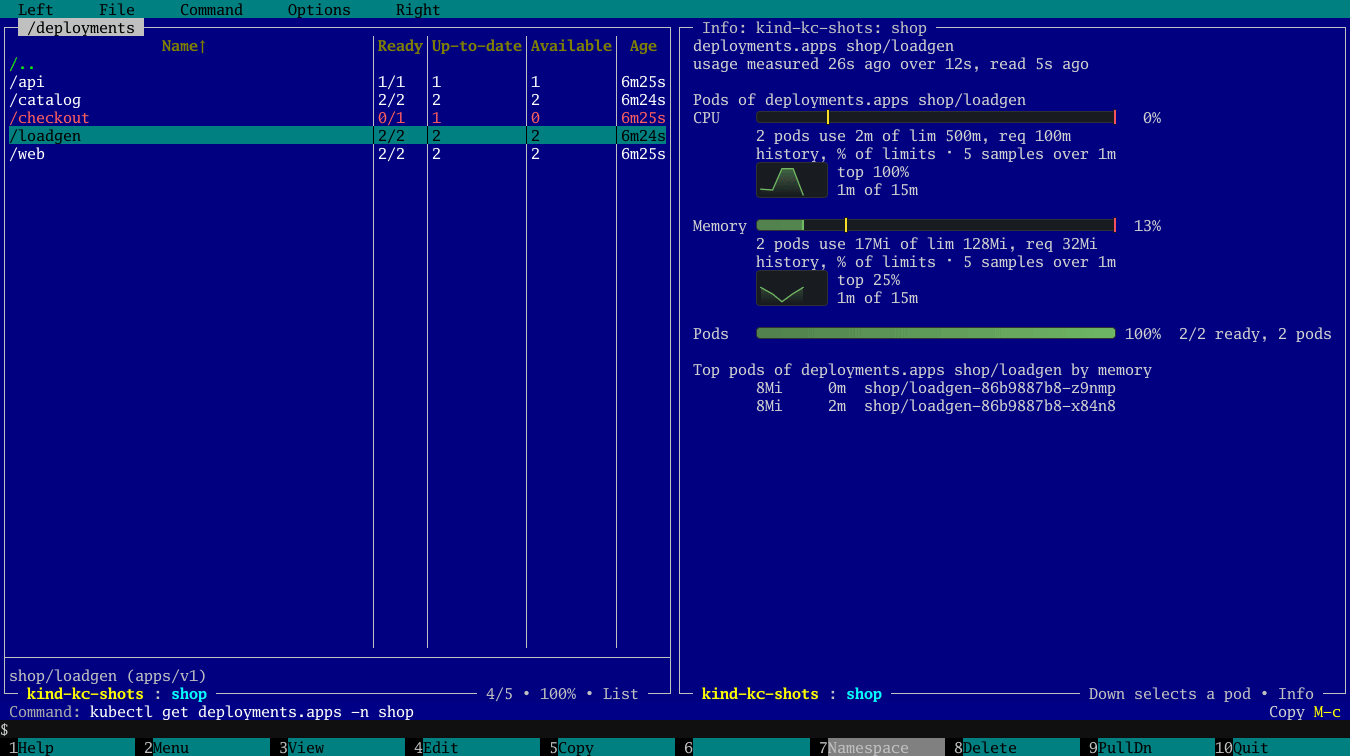 Left File Command Options Right
/deployments
Name↑ Ready Up-to-date Available Age
/..
/api 1/1 1 1 6m25s
/catalog 2/2 2 2 6m24s
/checkout 0/1 1 0 6m25s
/loadgen 2/2 2 2 6m24s
/web 2/2 2 2 6m25s
shop/loadgen (apps/v1)
kind-kc-shots : shop 4/5 • 100% • List
Info: kind-kc-shots: shop
deployments.apps shop/loadgen
usage measured 26s ago over 12s, read 5s ago
Pods of deployments.apps shop/loadgen
CPU 0%
2 pods use 2m of lim 500m, req 100m
history, % of limits · 5 samples over 1m
top 100%
1m of 15m
Memory 13%
2 pods use 17Mi of lim 128Mi, req 32Mi
history, % of limits · 5 samples over 1m
top 25%
1m of 15m
Pods 100% 2/2 ready, 2 pods
Top pods of deployments.apps shop/loadgen by memory
8Mi 0m shop/loadgen-86b9887b8-z9nmp
8Mi 2m shop/loadgen-86b9887b8-x84n8
kind-kc-shots : shop Down selects a pod • Info
Command: kubectl get deployments.apps -n shop Copy M-c
$
1Help 2Menu 3View 4Edit 5Copy 6 7Namespace 8Delete 9PullDn 10Quit